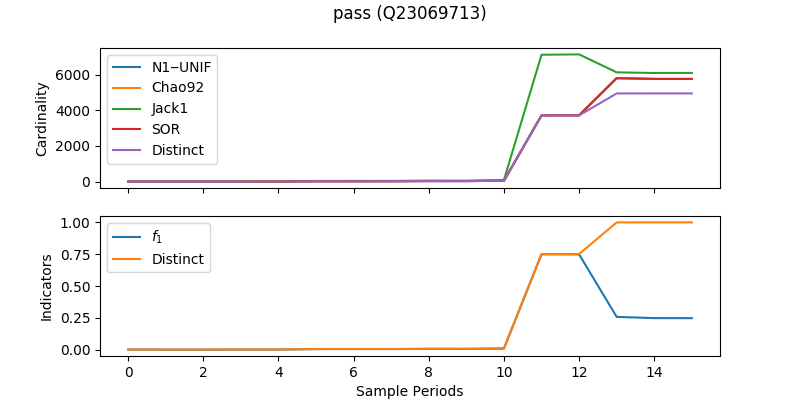 pass (Q23069713)
Cardinality
6000
4000
2000
0
N1−UNIF
Chao92
Jack1
SOR
Distinct
Indicators
1.00
0.75
0.50
0.25
0.00
f1
Distinct
0 2 4 6 8 10 12 14
Sample Periods